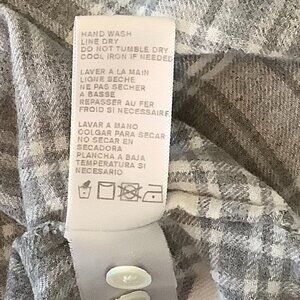 HAND WASH
LINE DRY
DO NOT TUMBLE DRY
COOL IRON IF NEEDED
LAVER A LA MAIN
LIGNE SECHE
NE PAS SECHER
A BASSE
REPASSER AU FER
FROID SI NECESSAIRE
LAVAR A MANO
COLGAR PARA SECAR
NO SECAR EN
SECADORA
PLANCHA A BAJA
TEMPERATURA SI
NECESARIO